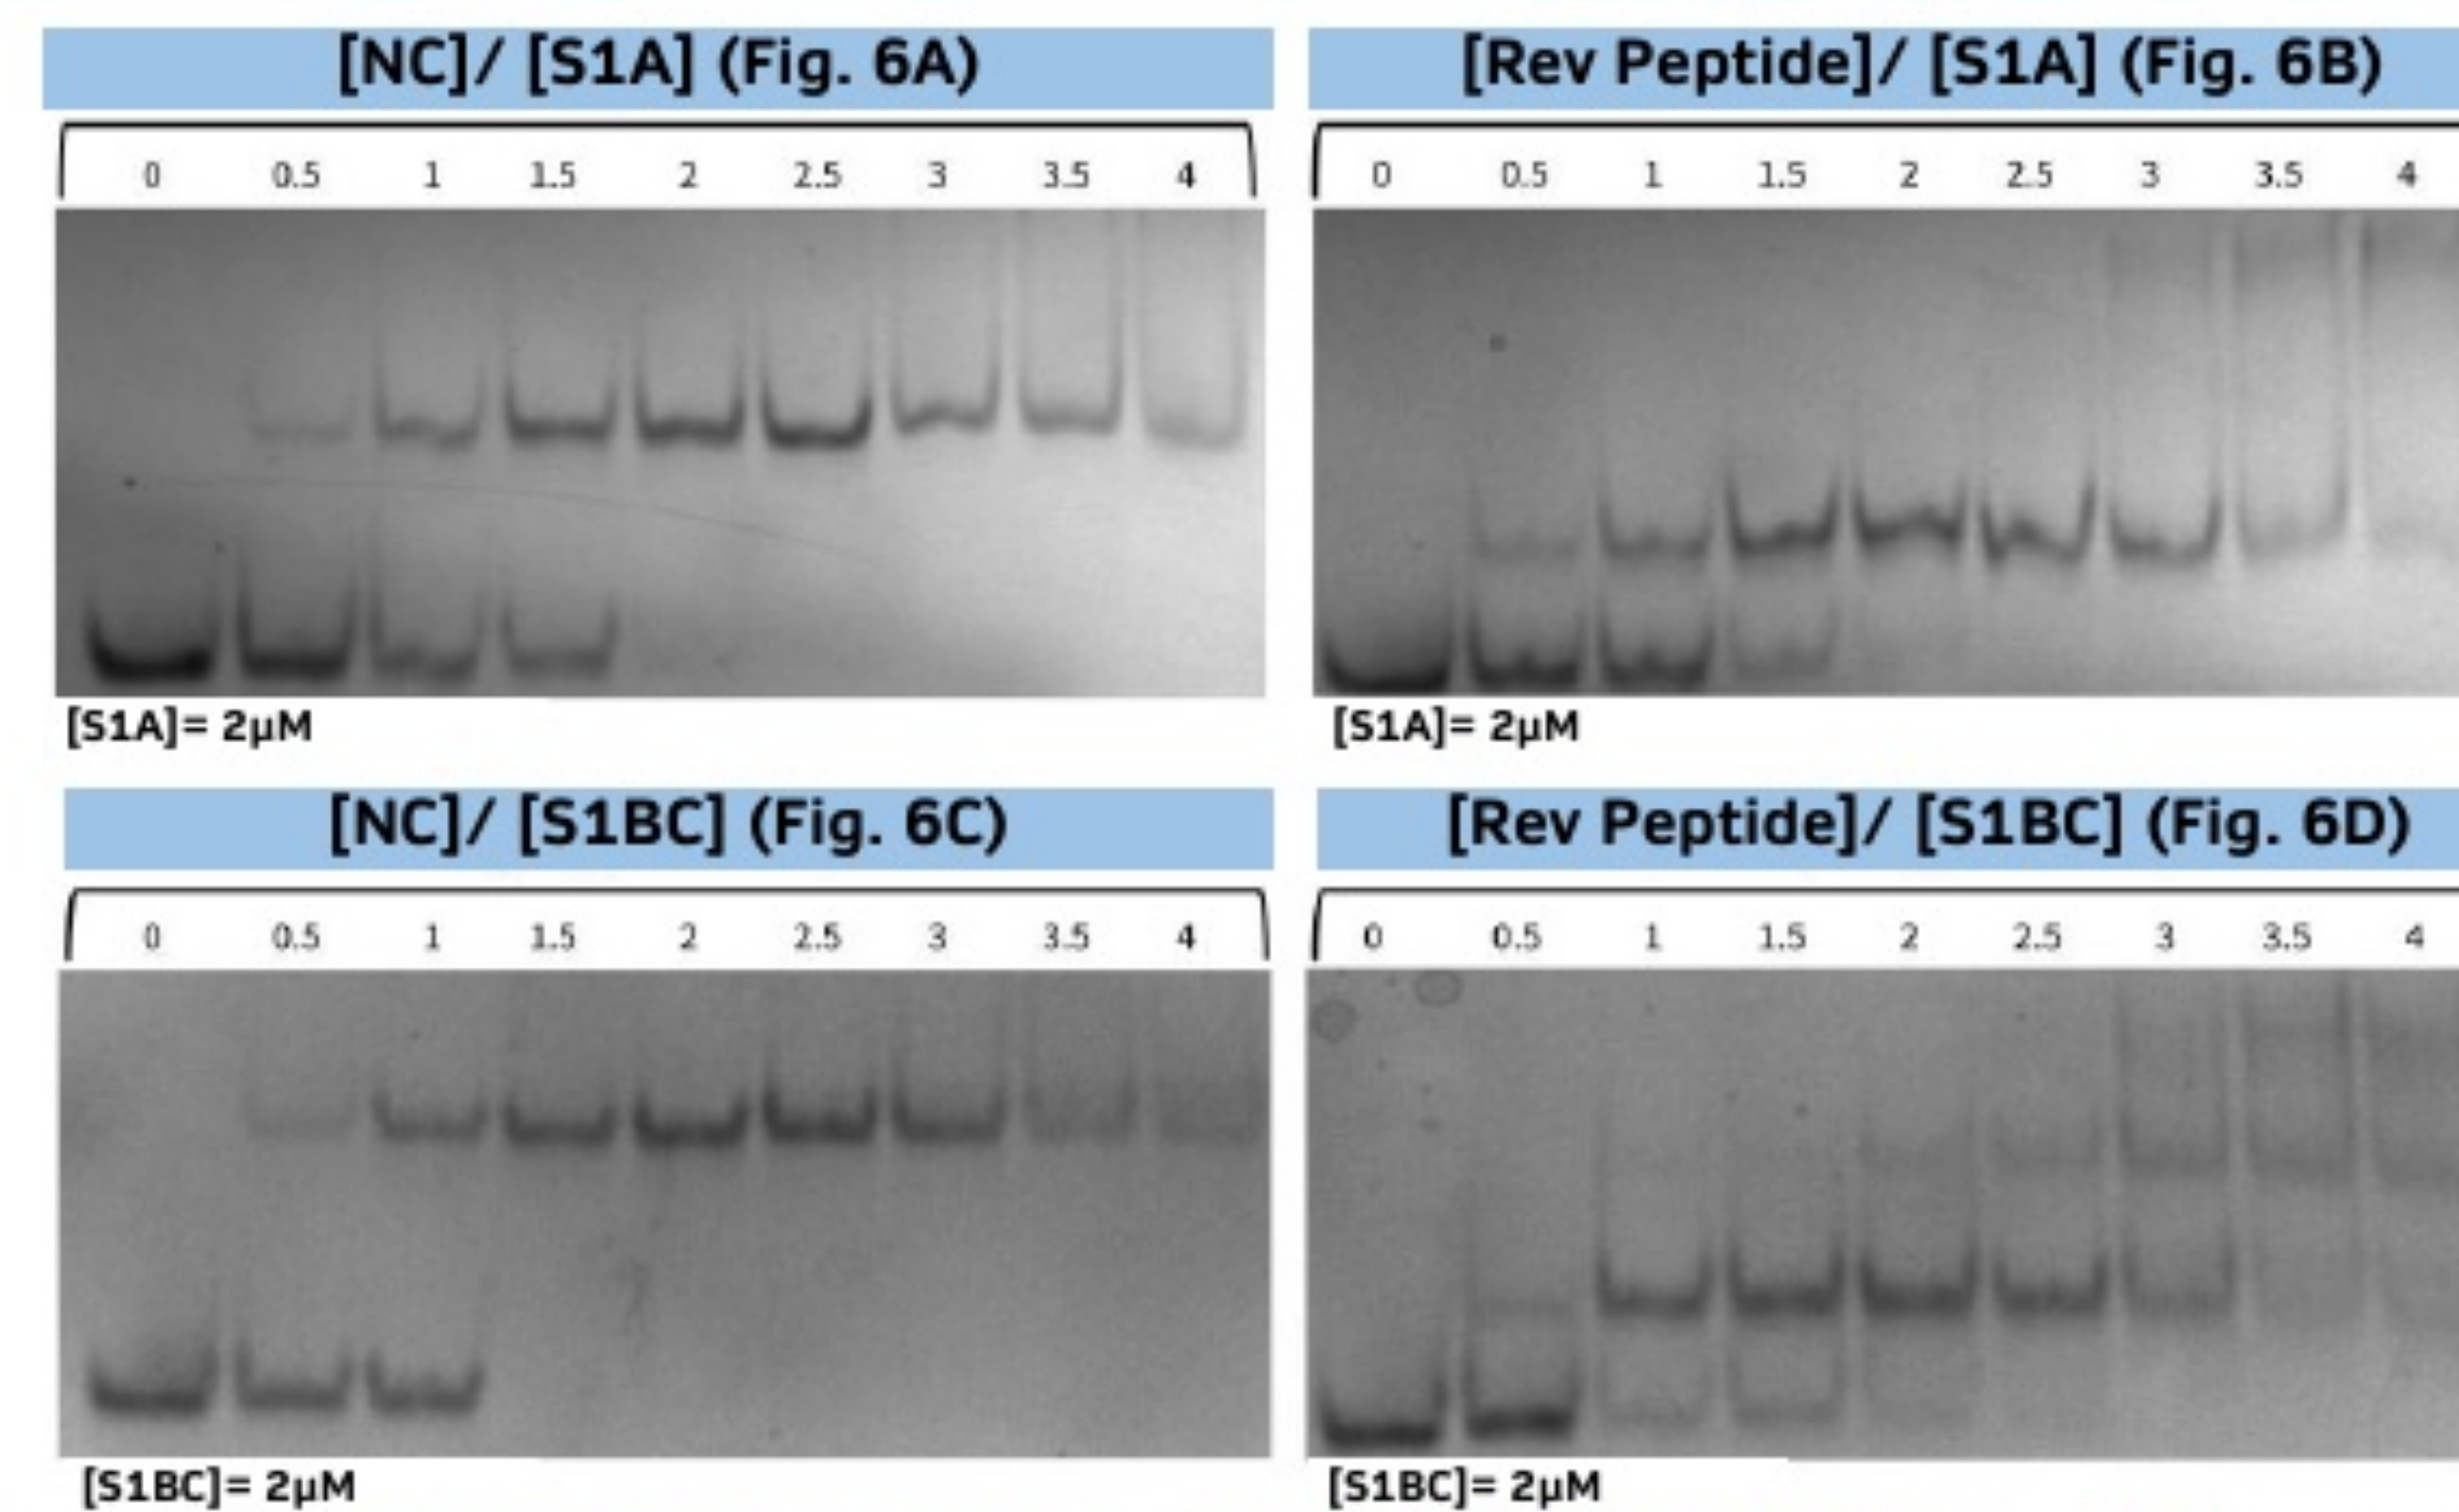 [NC]/ [S1A] (Fig. 6A)
0 0.5 1 1.5 2 2.5 3 3.5 4
[S1A]= 2µM
[Rev Peptide]/ [S1A] (Fig. 6B)
0 0.5 1 1.5 2 2.5 3 3.5 4
[S1A]= 2µM
[NC]/ [S1BC] (Fig. 6C)
0 0.5 1 1.5 2 2.5 3 3.5 4
[S1BC]= 2µM
[Rev Peptide]/ [S1BC] (Fig. 6D)
0 0.5 1 1.5 2 2.5 3 3.5 4
[S1BC]= 2µM